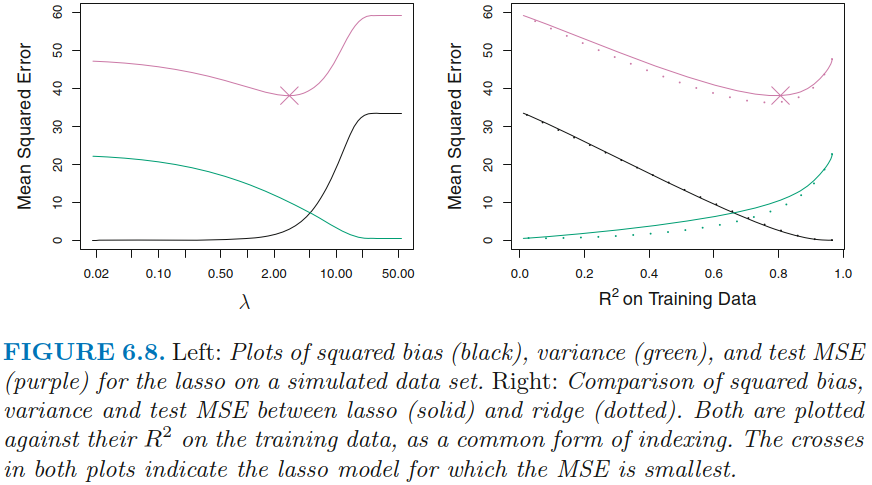 Mean Squared Error
0 10 20 30 40 50 60
0.02 0.10 0.50 2.00 10.00 50.00
λ
Mean Squared Error
0 10 20 30 40 50 60
0.0 0.2 0.4 0.6 0.8 1.0
R² on Training Data
FIGURE 6.8. Left: Plots of squared bias (black), variance (green), and test MSE
(purple) for the lasso on a simulated data set. Right: Comparison of squared bias,
variance and test MSE between lasso (solid) and ridge (dotted). Both are plotted
against their R² on the training data, as a common form of indexing. The crosses
in both plots indicate the lasso model for which the MSE is smallest.